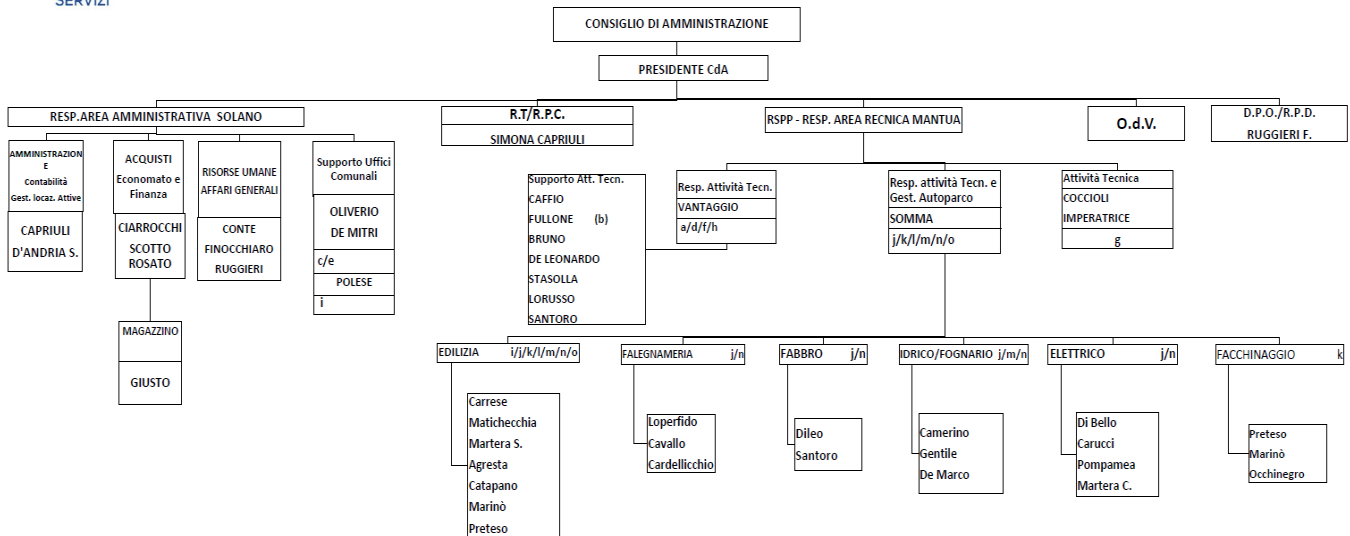 SERVIZI
CONSIGLIO DI AMMINISTRAZIONE
PRESIDENTE CdA
RESP.AREA AMMINISTRATIVA SOLANO
R.T/R.P.C.
SIMONA CAPRIULI
RSPP - RESP. AREA RECNICA MANTUA
O.d.V.
D.P.O./R.P.D.
RUGGIERI F.
AMMINISTRAZION
E
Contabilità
Gest. locaz. Attive
CAPRIULI
D'ANDRIA S.
ACQUISTI
Economato e
Finanza
CIARROCCHI
SCOTTO
ROSATO
MAGAZZINO
GIUSTO
RISORSE UMANE
AFFARI GENERALI
CONTE
FINOCCHIARO
RUGGIERI
Supporto Uffici
Comunali
OLIVERIO
DE MITRI
c/e
POLESE
i
Supporto Att. Tecn.
CAFFIO
FULLONE (b)
BRUNO
DE LEONARDO
STASOLLA
LORUSSO
SANTORO
Resp. Attività Tecn.
VANTAGGIO
a/d/f/h
Resp. attività Tecn. e
Gest. Autoparco
SOMMA
j/k/l/m/n/o
Attività Tecnica
COCCIOLI
IMPERATRICE
g
EDILIZIA i/j/k/l/m/n/o
Carrese
Matichecchia
Martera S.
Agresta
Catapano
Marinò
Preteso
FALEGNAMERIA j/n
Loperfido
Cavallo
Cardellicchio
FABBRO j/n
Dileo
Santoro
IDRICO/FOGNARIO j/m/n
Camerino
Gentile
De Marco
ELETTRICO j/n
Di Bello
Carucci
Pompamea
Martera C.
FACCHINAGGIO k
Preteso
Marinò
Occhinegro